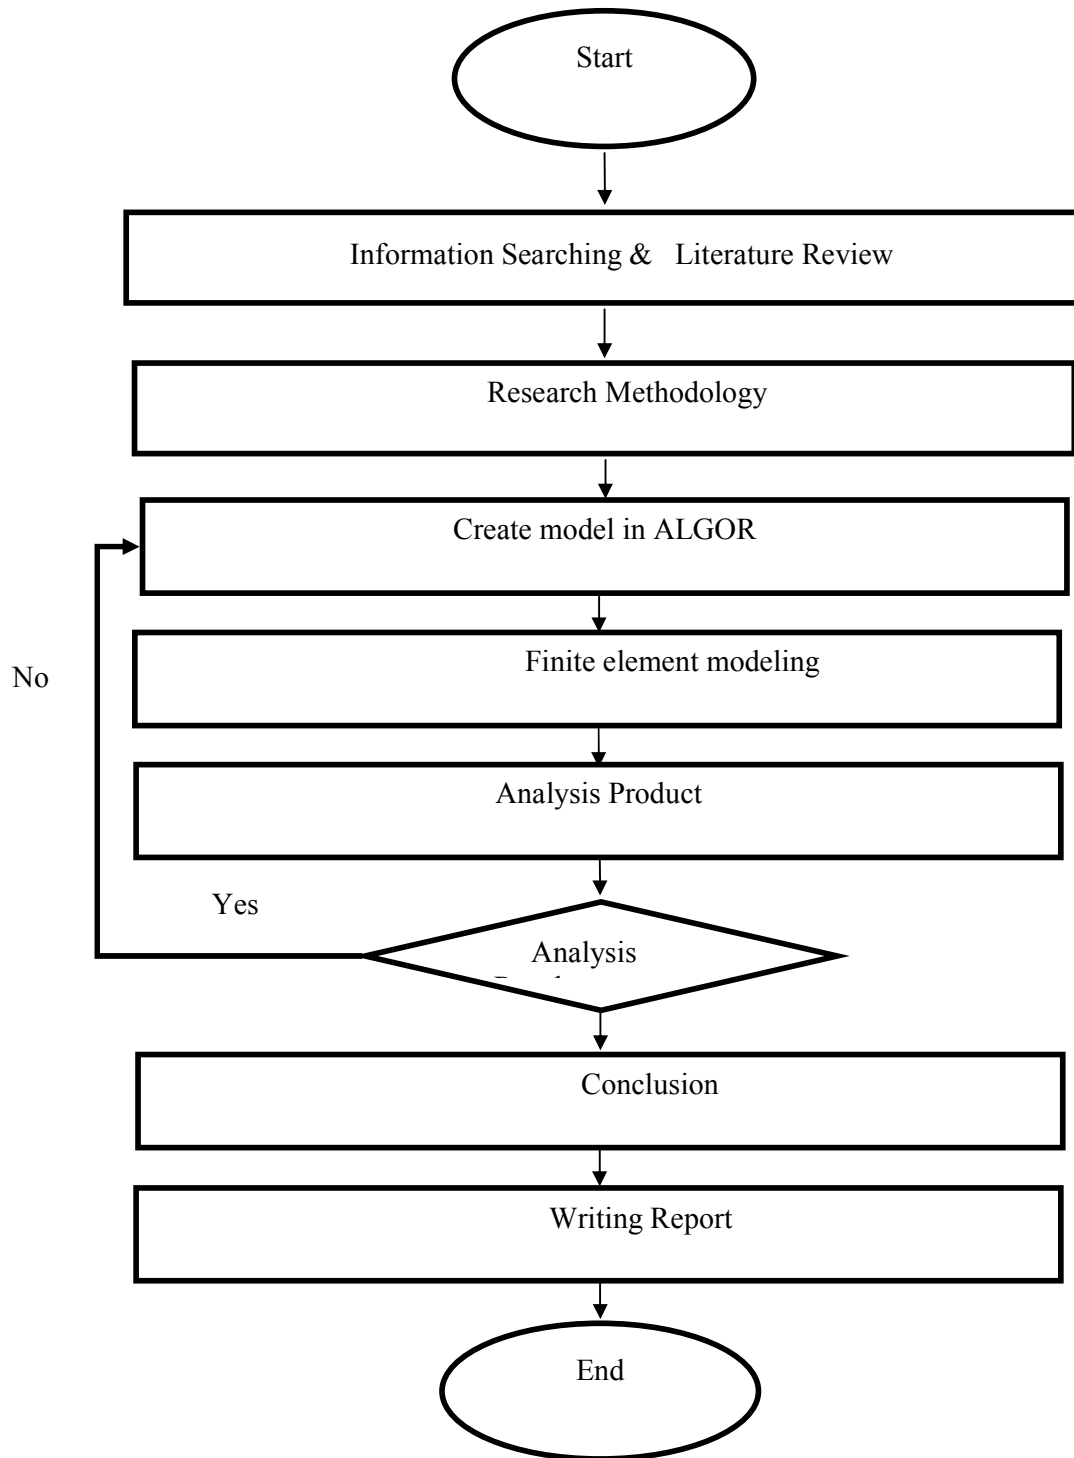 Start
Information Searching & Literature Review
Research Methodology
Create model in ALGOR
Finite element modeling
No
Analysis Product
Yes
Analysis
Conclusion
Writing Report
End